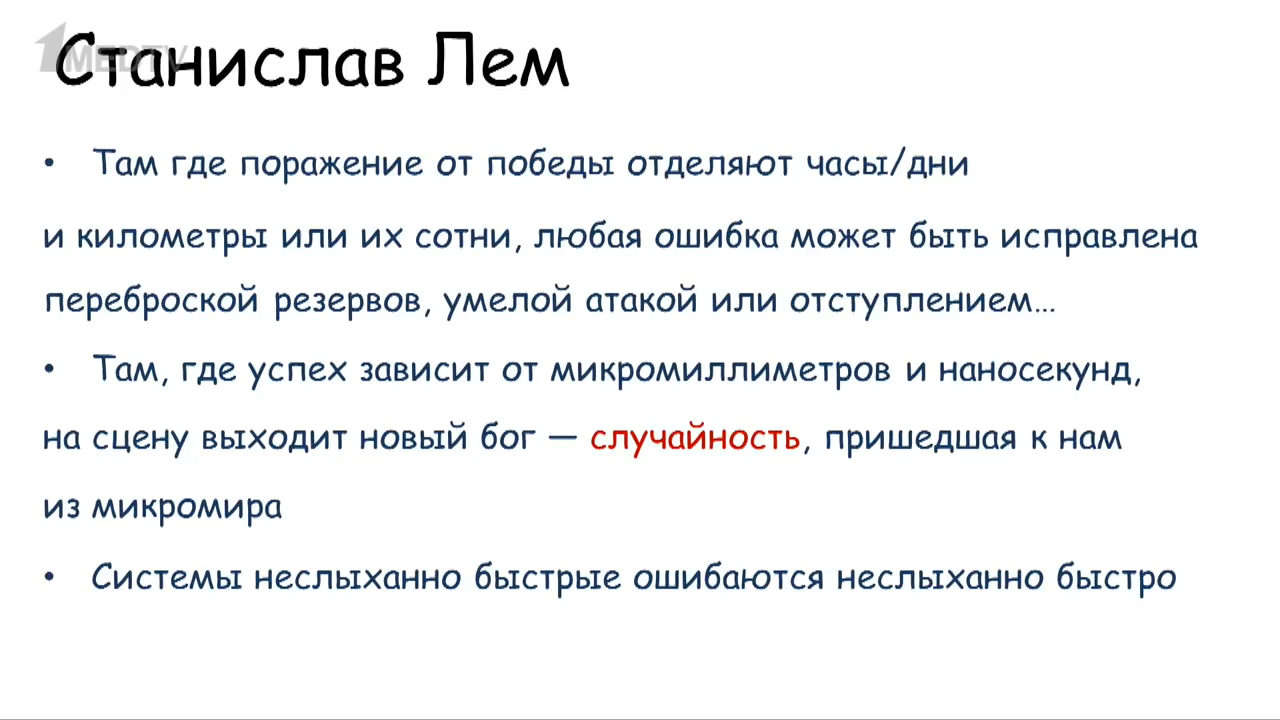 1MEDTV
Станислав Лем
• Там где поражение от победы отделяют часы/дни
и километры или их сотни, любая ошибка может быть исправлена
переброской резервов, умелой атакой или отступлением...
• Там, где успех зависит от микромиллиметров и наносекунд,
на сцену выходит новый бог — случайность, пришедшая к нам
из микромира
• Системы неслыханно быстрые ошибаются неслыханно быстро